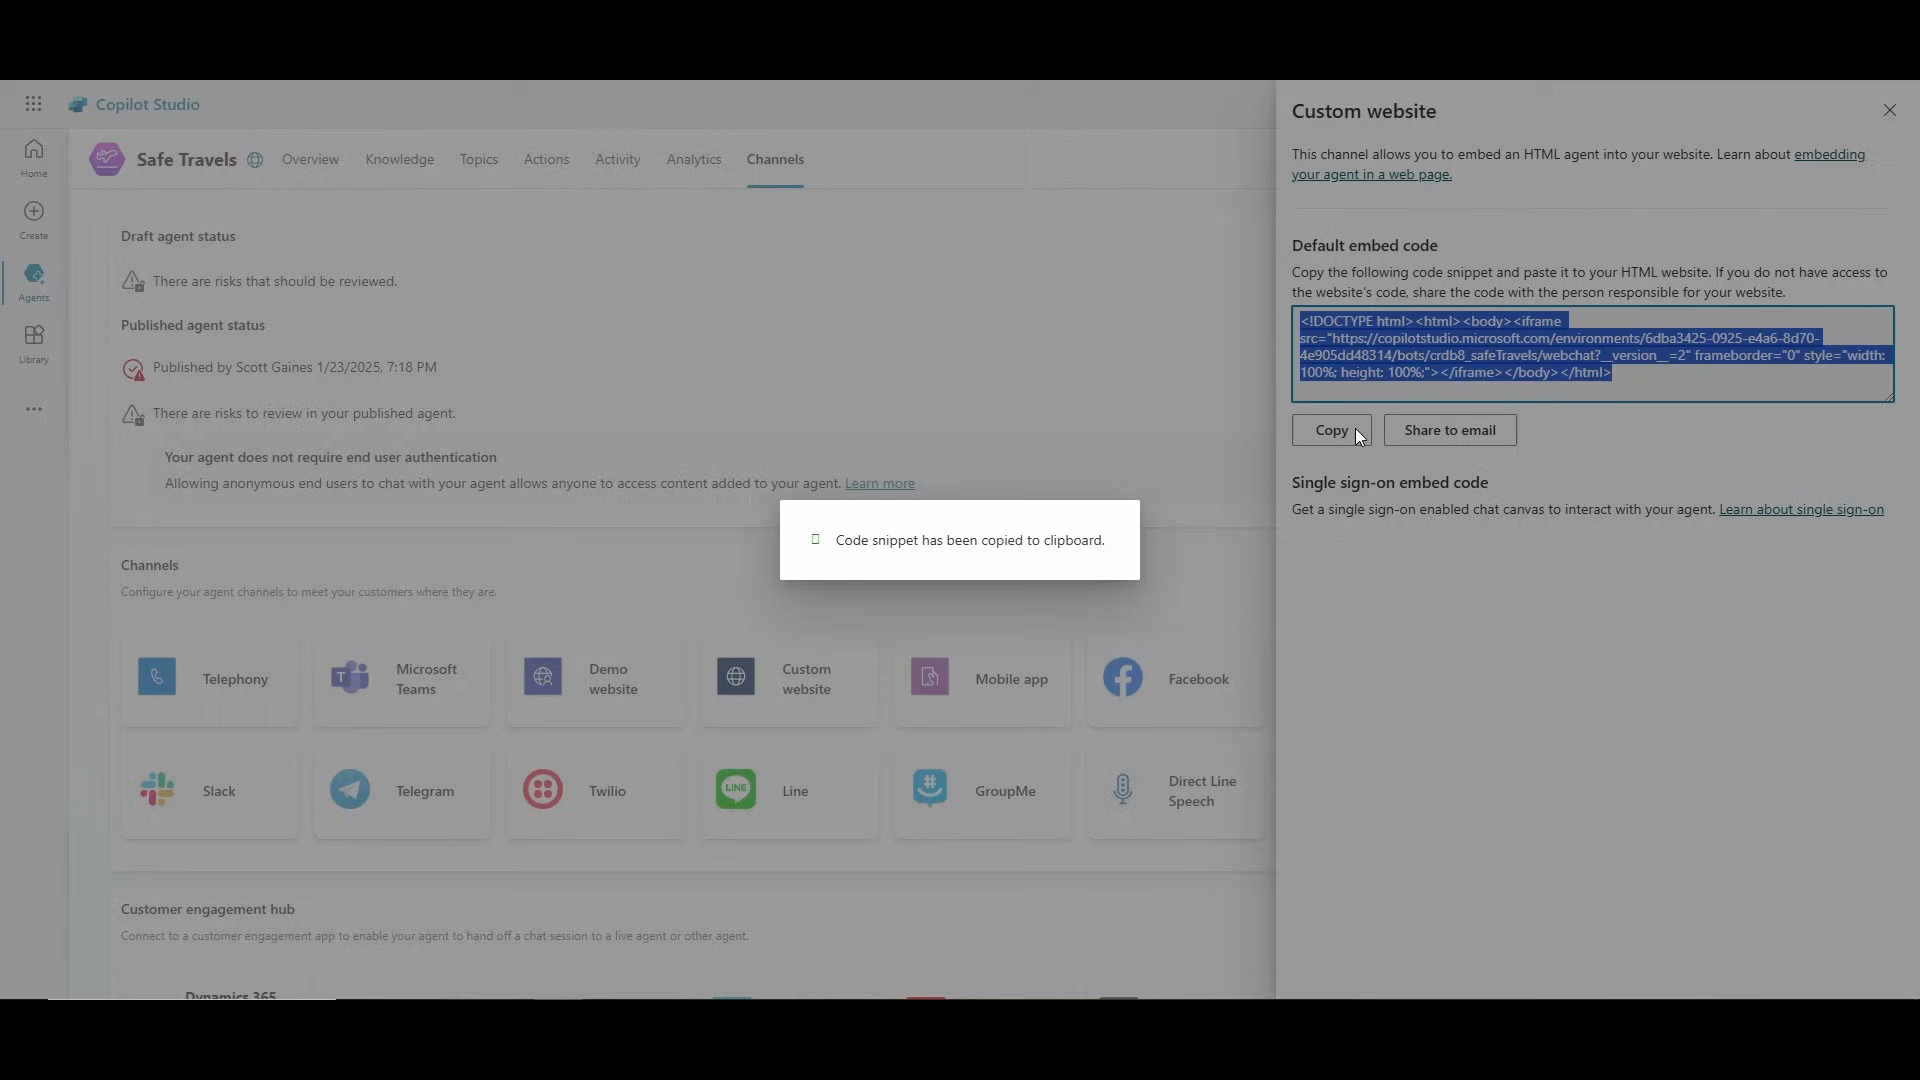 Copilot Studio
Home
Create
Agents
Library
Safe Travels
Overview
Knowledge
Topics
Actions
Activity
Analytics
Channels
Draft agent status
There are risks that should be reviewed.
Published agent status
Published by Scott Gaines 1/23/2025, 7:18 PM
There are risks to review in your published agent.
Your agent does not require end user authentication
Allowing anonymous end users to chat with your agent allows anyone to access content added to your agent. Learn more
Channels
Configure your agent channels to meet your customers where they are.
Telephony
Microsoft
Teams
Demo
website
Custom
website
Mobile app
Facebook
Slack
Telegram
Twilio
LINE
Line
GroupMe
Direct Line
Speech
Customer engagement hub
Connect to a customer engagement app to enable your agent to hand off a chat session to a live agent or other agent.
Dynamics 365
Code snippet has been copied to clipboard.
Custom website
This channel allows you to embed an HTML agent into your website. Learn about embedding
your agent in a web page.
Default embed code
Copy the following code snippet and paste it to your HTML website. If you do not have access to
the website's code, share the code with the person responsible for your website.
<!DOCTYPE html><html><body><iframe
src="https://copilotstudio.microsoft.com/environments/6dba3425-0925-e4a6-8d70-
4e905dd48314/bots/crdb8_safeTravels/webchat?__version__=2" frameborder="0" style="width:
100%; height: 100%;"></iframe></body></html>
Copy
Share to email
Single sign-on embed code
Get a single sign-on enabled chat canvas to interact with your agent. Learn about single sign-on